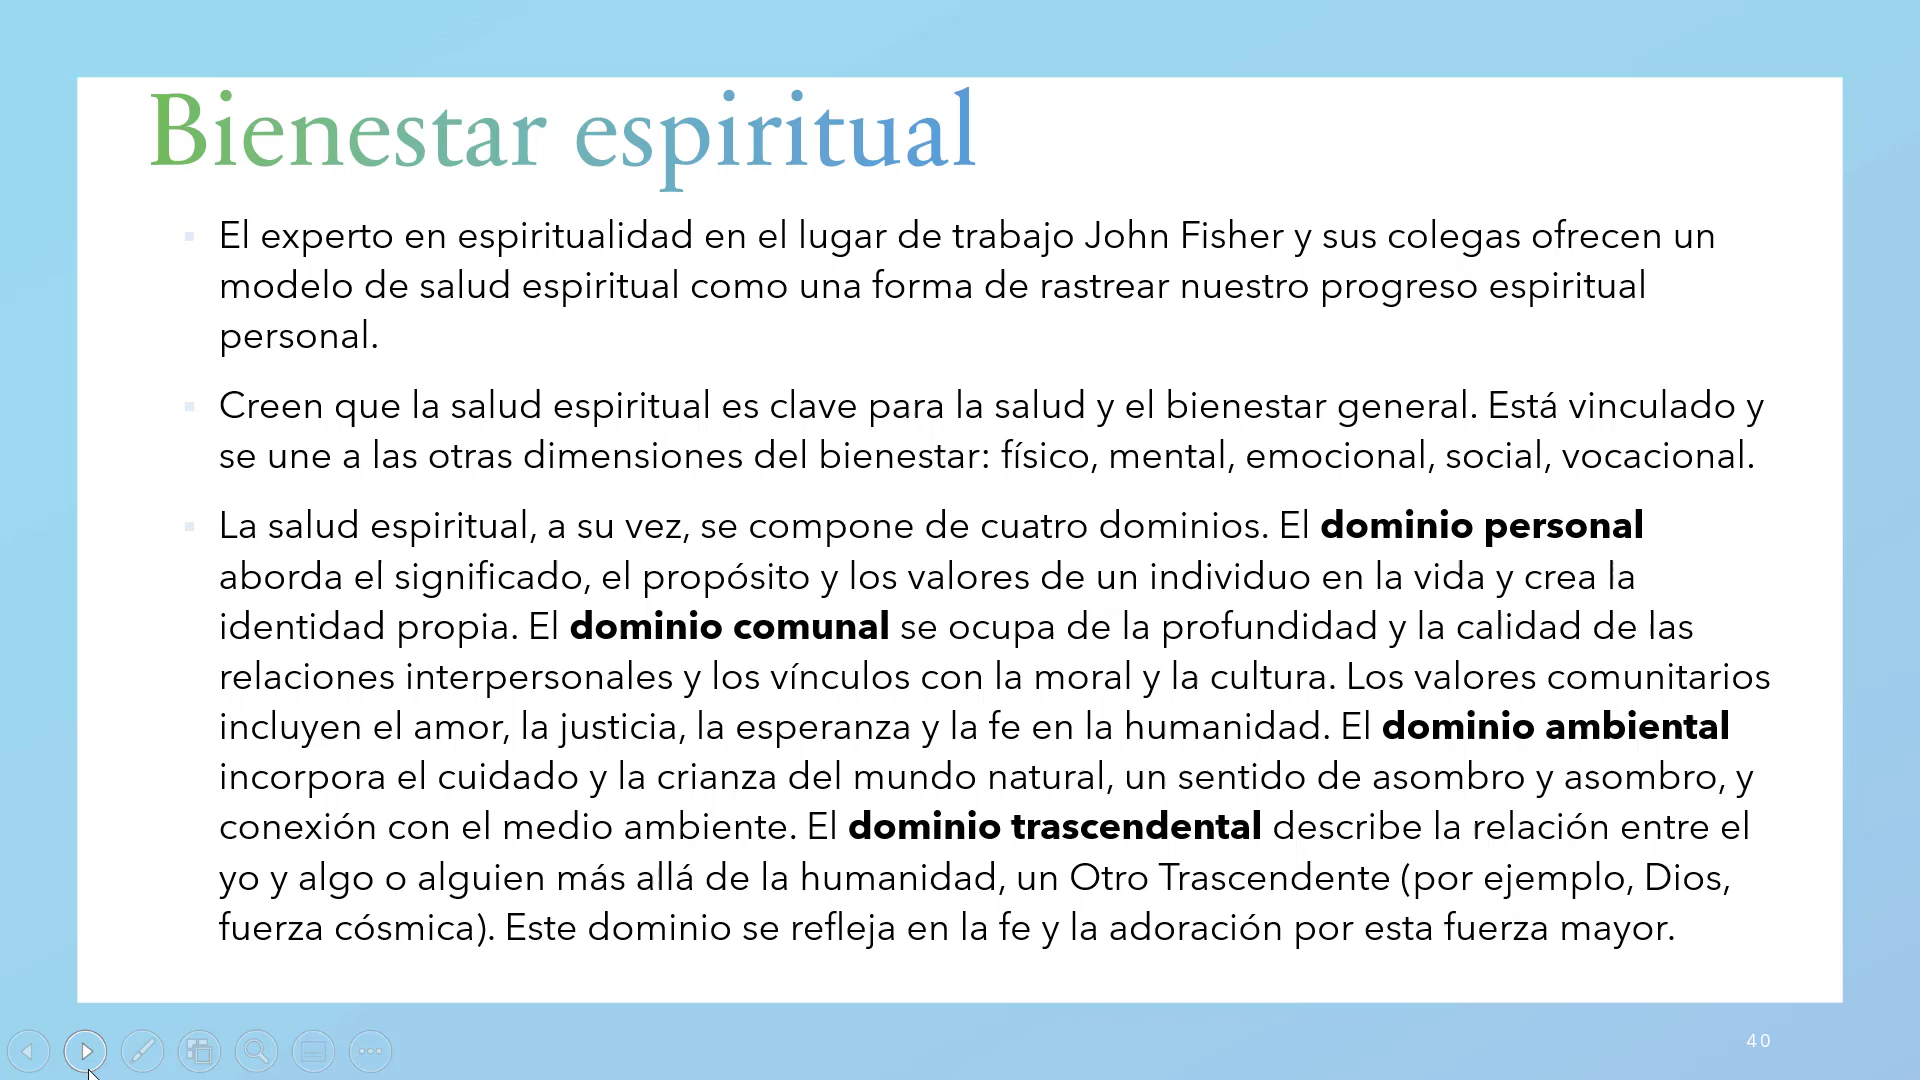 Bienestar espiritual
El experto en espiritualidad en el lugar de trabajo John Fisher y sus colegas ofrecen un
modelo de salud espiritual como una forma de rastrear nuestro progreso espiritual
personal.
Creen que la salud espiritual es clave para la salud y el bienestar general. Está vinculado y
se une a las otras dimensiones del bienestar: físico, mental, emocional, social, vocacional.
La salud espiritual, a su vez, se compone de cuatro dominios. El dominio personal
aborda el significado, el propósito y los valores de un individuo en la vida y crea la
identidad propia. El dominio comunal se ocupa de la profundidad y la calidad de las
relaciones interpersonales y los vínculos con la moral y la cultura. Los valores comunitarios
incluyen el amor, la justicia, la esperanza y la fe en la humanidad. El dominio ambiental
incorpora el cuidado y la crianza del mundo natural, un sentido de asombro y asombro, y
conexión con el medio ambiente. El dominio trascendental describe la relación entre el
yo y algo o alguien más allá de la humanidad, un Otro Trascendente (por ejemplo, Dios,
fuerza cósmica). Este dominio se refleja en la fe y la adoración por esta fuerza mayor.
40